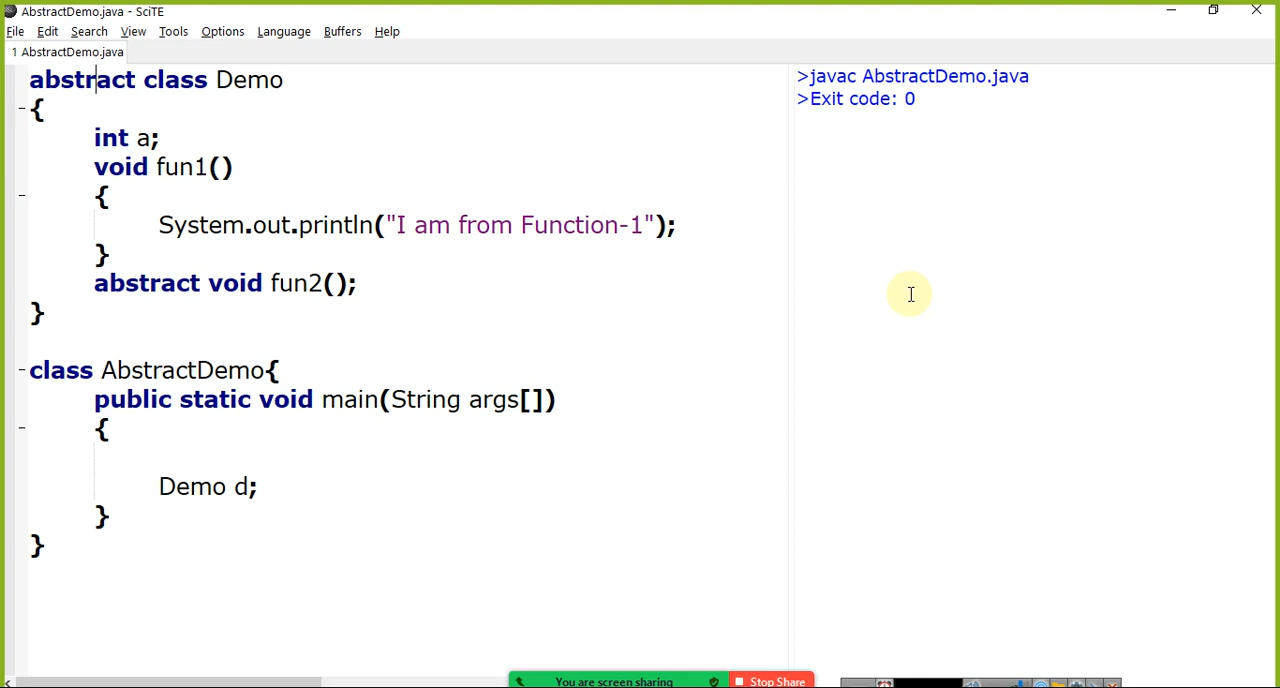 AbstractDemo.java - SciTE
File Edit Search View Tools Options Language Buffers Help
1 AbstractDemo.java
abstract class Demo
{
int a;
void fun1()
{
System.out.println("I am from Function-1");
}
abstract void fun2();
}
class AbstractDemo{
public static void main(String args[])
{
Demo d;
}
}
>javac AbstractDemo.java
>Exit code: 0
You are screen sharing Stop Share